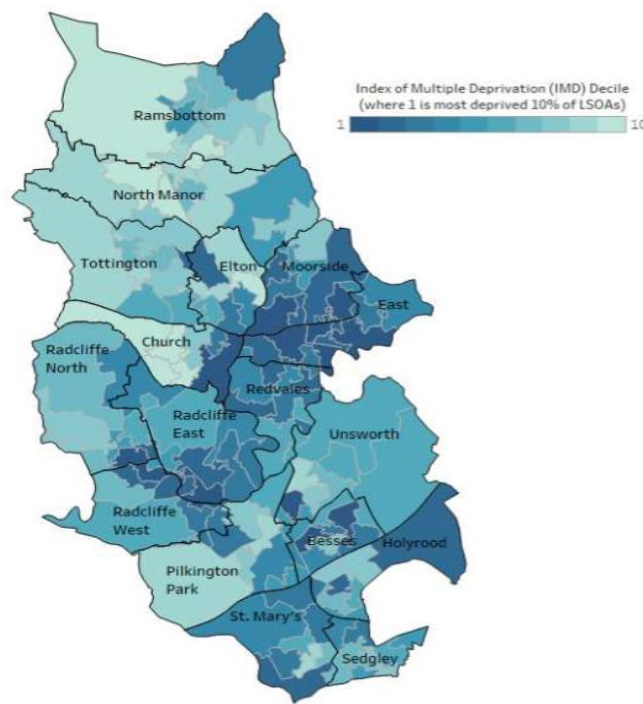 Index of Multiple Deprivation (IMD) Decile
(where 1 is most deprived 10% of LSOAs)
1 10
Ramsbottom
North Manor
Tottington
Elton
Moorside
East
Church
Radcliffe
North
Redvales
Radcliffe
East
Unsworth
Radcliffe
West
Besses
Holyrood
Pilkington
Park
St. Mary's
Sedgley